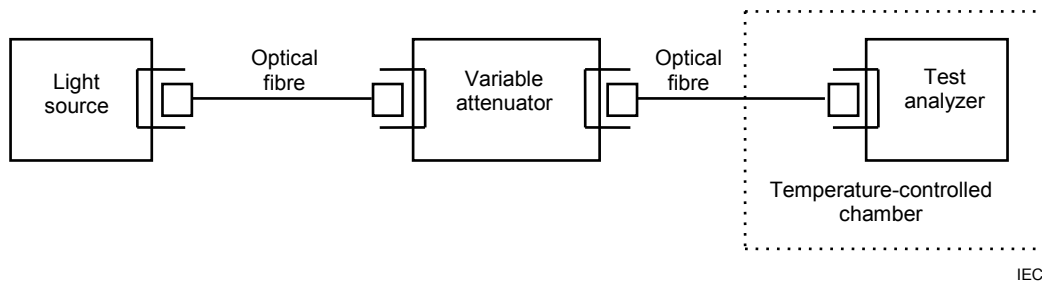 Light
source
Optical
fibre
Variable
attenuator
Optical
fibre
Test
analyzer
Temperature-controlled
chamber
IEC